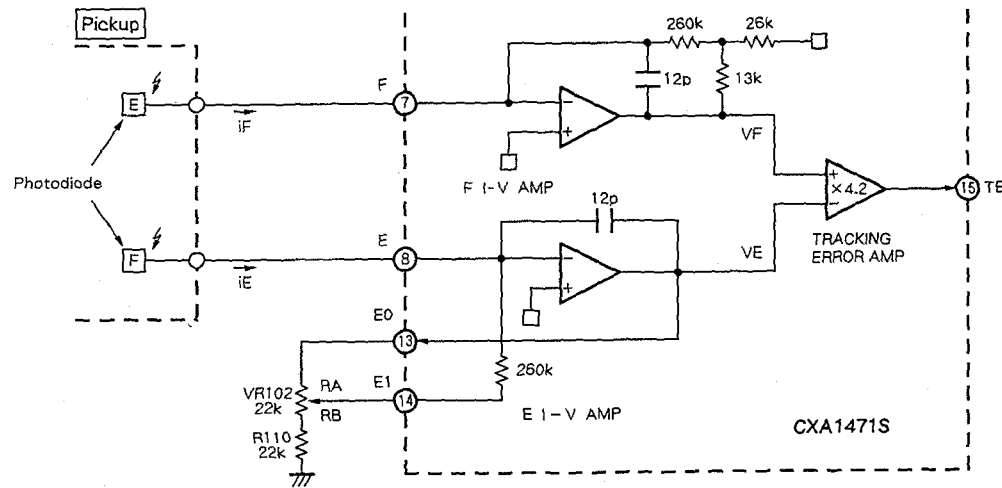 Pickup
260k
26k
12p
13k
E
iF
F
7
VF
Photodiode
F I-V AMP
× 4.2
15
TE
12p
TRACKING
ERROR AMP
F
iE
E
8
VE
E0
13
260k
VR102
22k
RA
RB
E1
14
E I-V AMP
R110
22k
CXA1471S